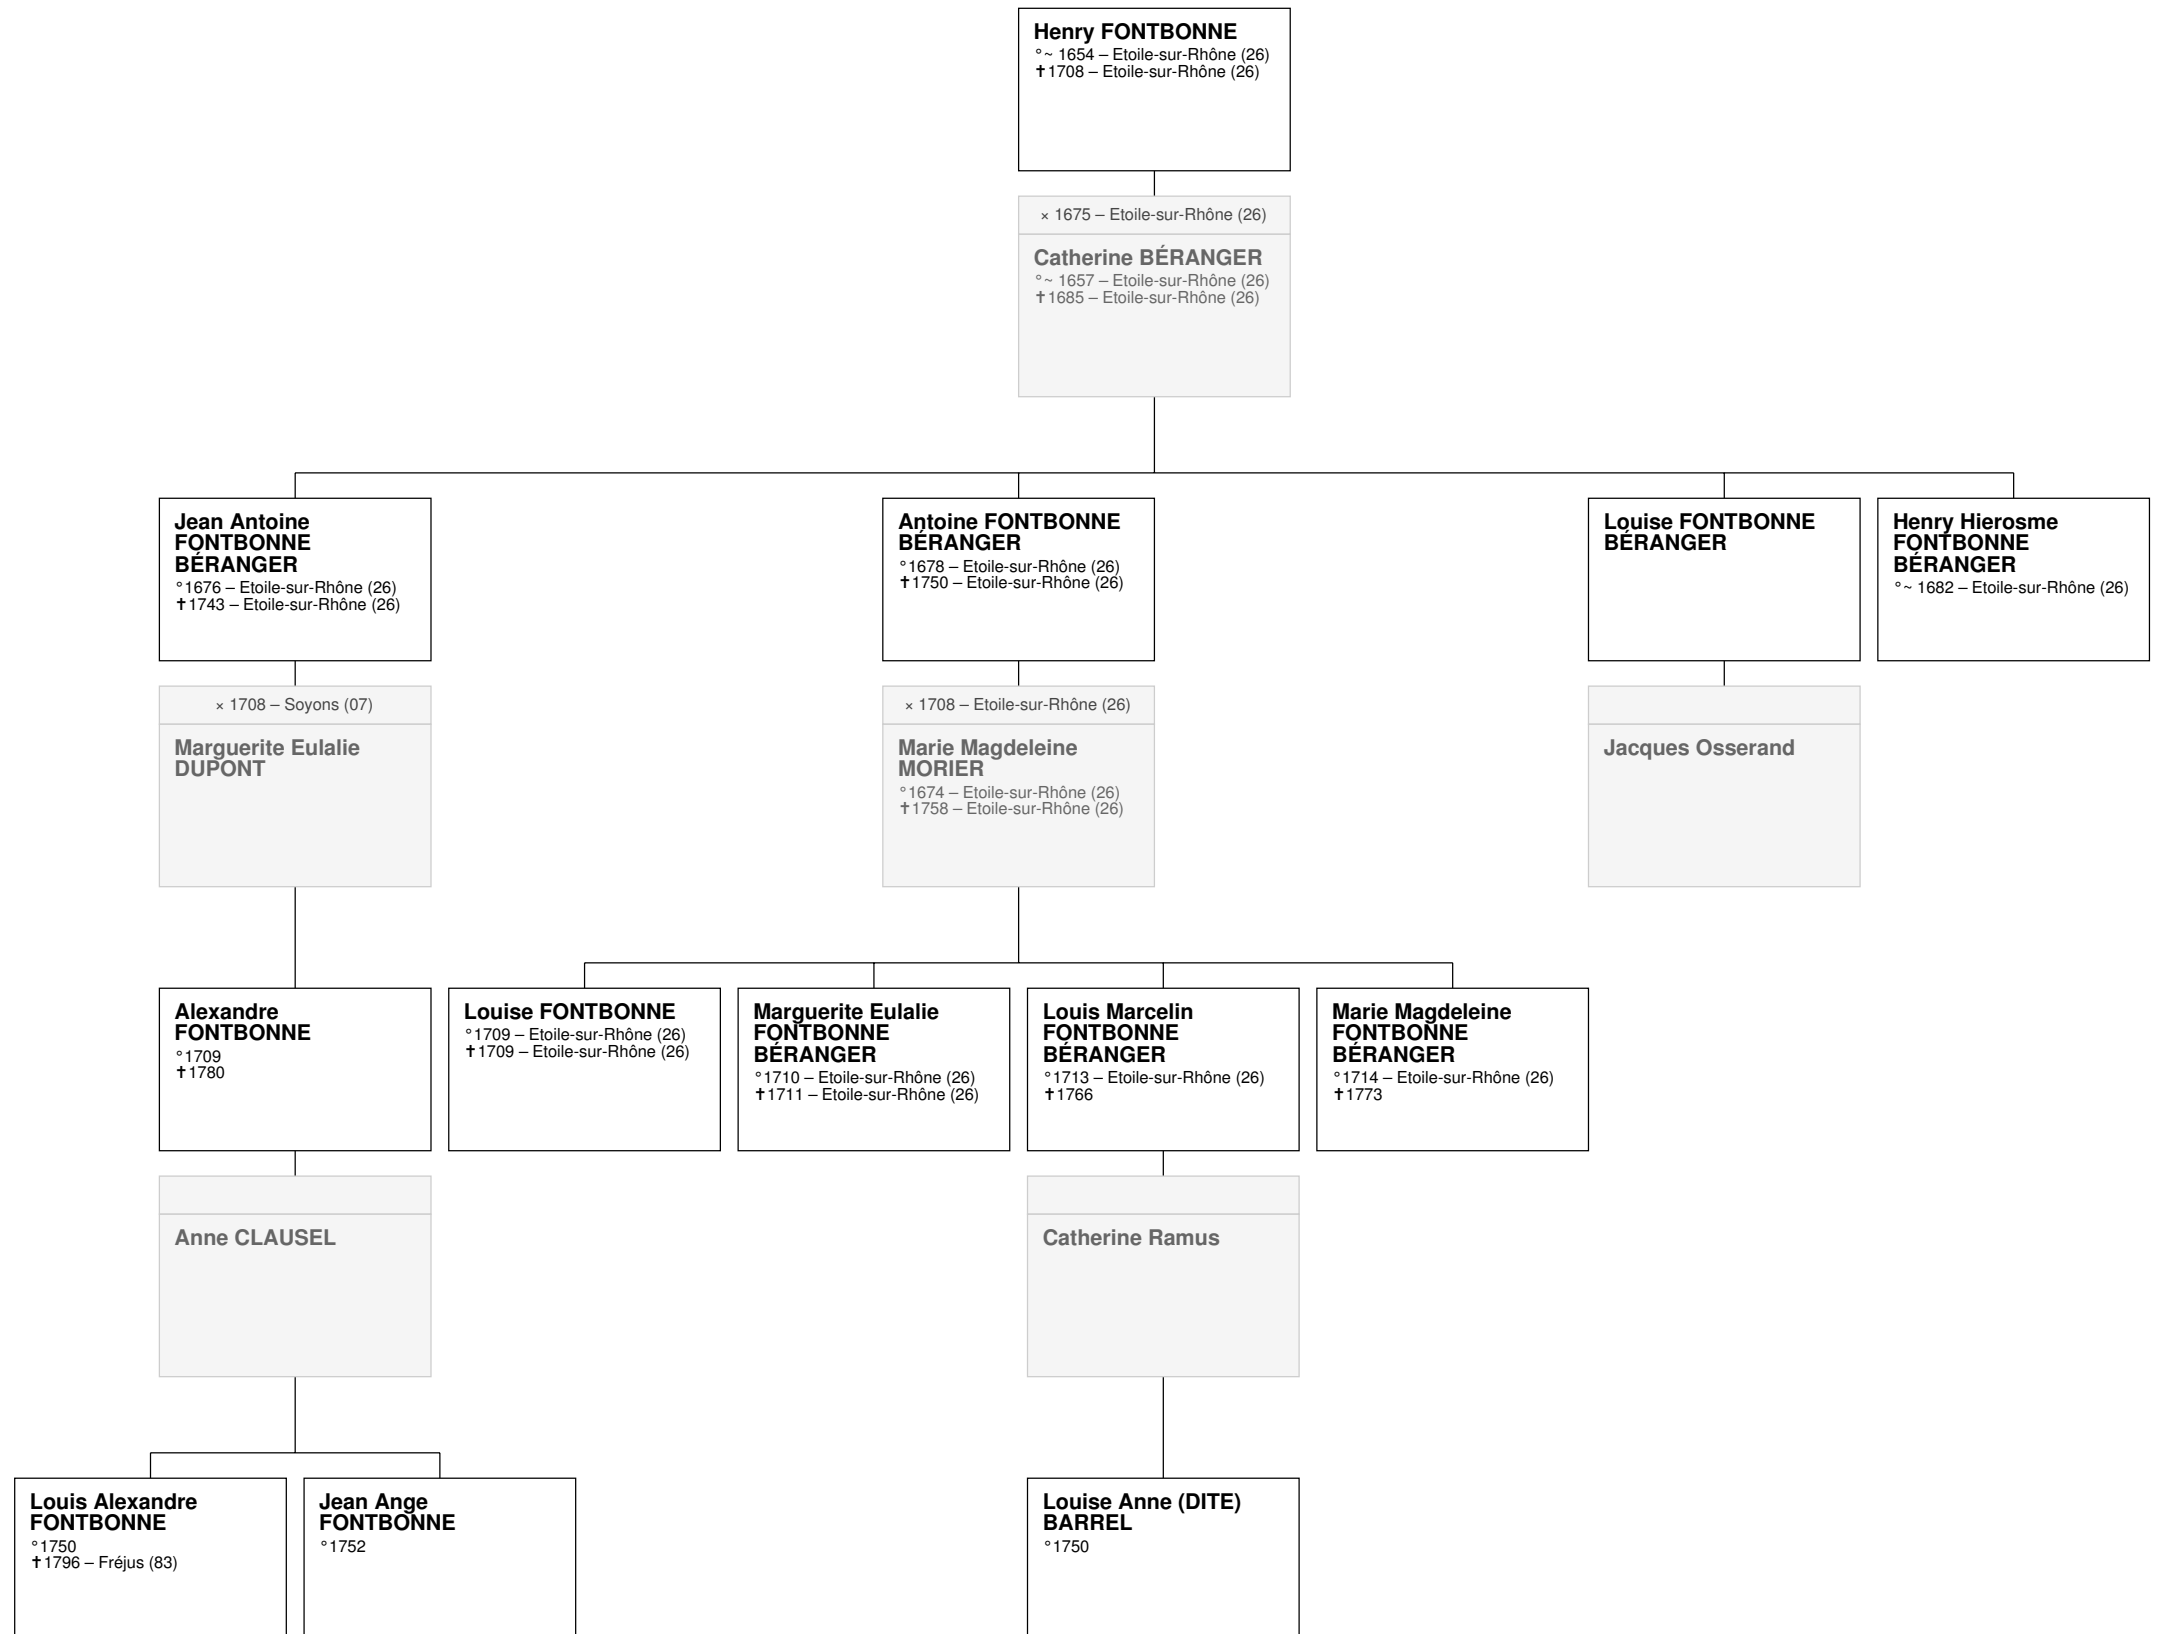 Henry FONTBONNE
°~ 1654 – Etoile-sur-Rhône (26)
✝1708 – Etoile-sur-Rhône (26)
× 1675 – Etoile-sur-Rhône (26)
Catherine BÉRANGER
°~ 1657 – Etoile-sur-Rhône (26)
✝1685 – Etoile-sur-Rhône (26)
Jean Antoine
FONTBONNE
BÉRANGER
°1676 – Etoile-sur-Rhône (26)
✝1743 – Etoile-sur-Rhône (26)
Antoine FONTBONNE
BÉRANGER
°1678 – Etoile-sur-Rhône (26)
✝1750 – Etoile-sur-Rhône (26)
Louise FONTBONNE
BÉRANGER
Henry Hierosme
FONTBONNE
BÉRANGER
°~ 1682 – Etoile-sur-Rhône (26)
× 1708 – Soyons (07)
Marguerite Eulalie
DUPONT
× 1708 – Etoile-sur-Rhône (26)
Marie Magdeleine
MORIER
°1674 – Etoile-sur-Rhône (26)
✝1758 – Etoile-sur-Rhône (26)
Jacques Osserand
Alexandre
FONTBONNE
°1709
✝1780
Louise FONTBONNE
°1709 – Etoile-sur-Rhône (26)
✝1709 – Etoile-sur-Rhône (26)
Marguerite Eulalie
FONTBONNE
BÉRANGER
°1710 – Etoile-sur-Rhône (26)
✝1711 – Etoile-sur-Rhône (26)
Louis Marcelin
FONTBONNE
BÉRANGER
°1713 – Etoile-sur-Rhône (26)
✝1766
Marie Magdeleine
FONTBONNE
BÉRANGER
°1714 – Etoile-sur-Rhône (26)
✝1773
Anne CLAUSEL
Catherine Ramus
Louis Alexandre
FONTBONNE
°1750
✝1796 – Fréjus (83)
Jean Ange
FONTBONNE
°1752
Louise Anne (DITE)
BARREL
°1750